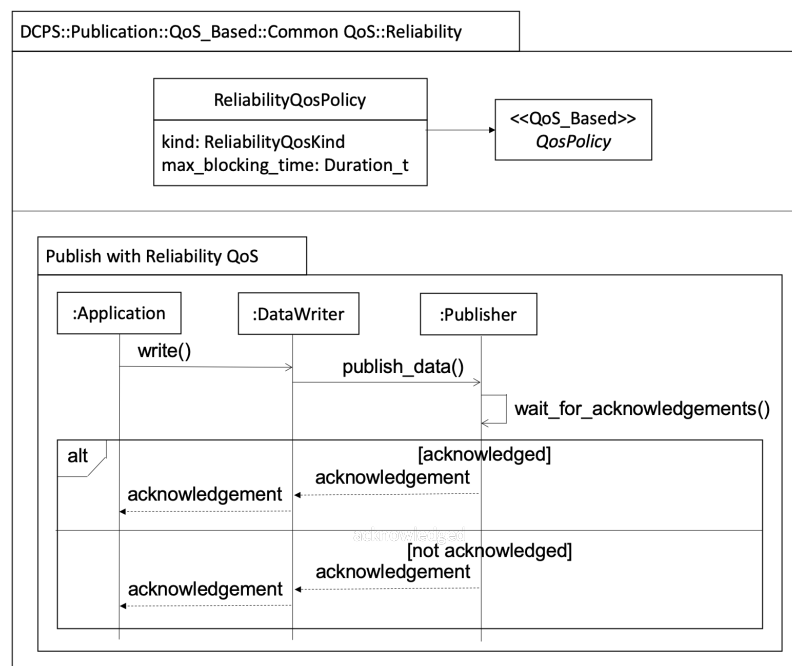 DCPS::Publication::QoS_Based::Common QoS::Reliability
ReliabilityQosPolicy
kind: ReliabilityQosKind
max_blocking_time: Duration_t
<<QoS_Based>>
QosPolicy
Publish with Reliability QoS
:Application
:DataWriter
:Publisher
write()
publish_data()
wait_for_acknowledgements()
alt
[acknowledged]
acknowledgement
acknowledgement
acknowledged
[not acknowledged]
acknowledgement
acknowledgement